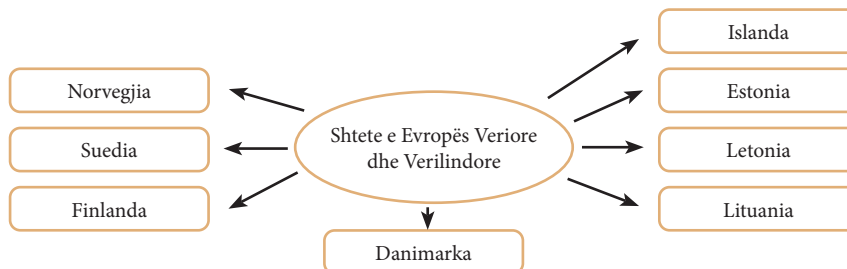 Islanda
Norvegjia
Estonia
Shtete e Evropës Veriore
dhe Verilindore
Suedia
Letonia
Finlanda
Lituania
Danimarka